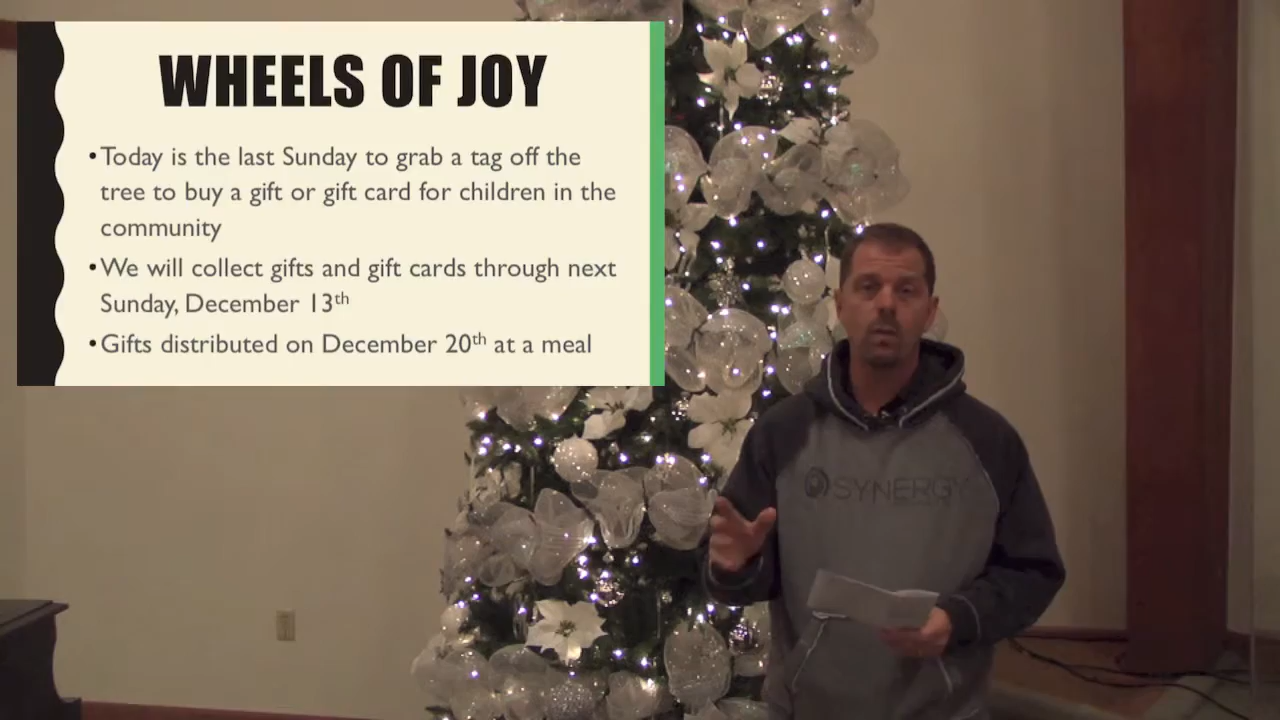 WHEELS OF JOY
• Today is the last Sunday to grab a tag off the
tree to buy a gift or gift card for children in the
community
• We will collect gifts and gift cards through next
Sunday, December 13th
• Gifts distributed on December 20th at a meal
SYNERGY